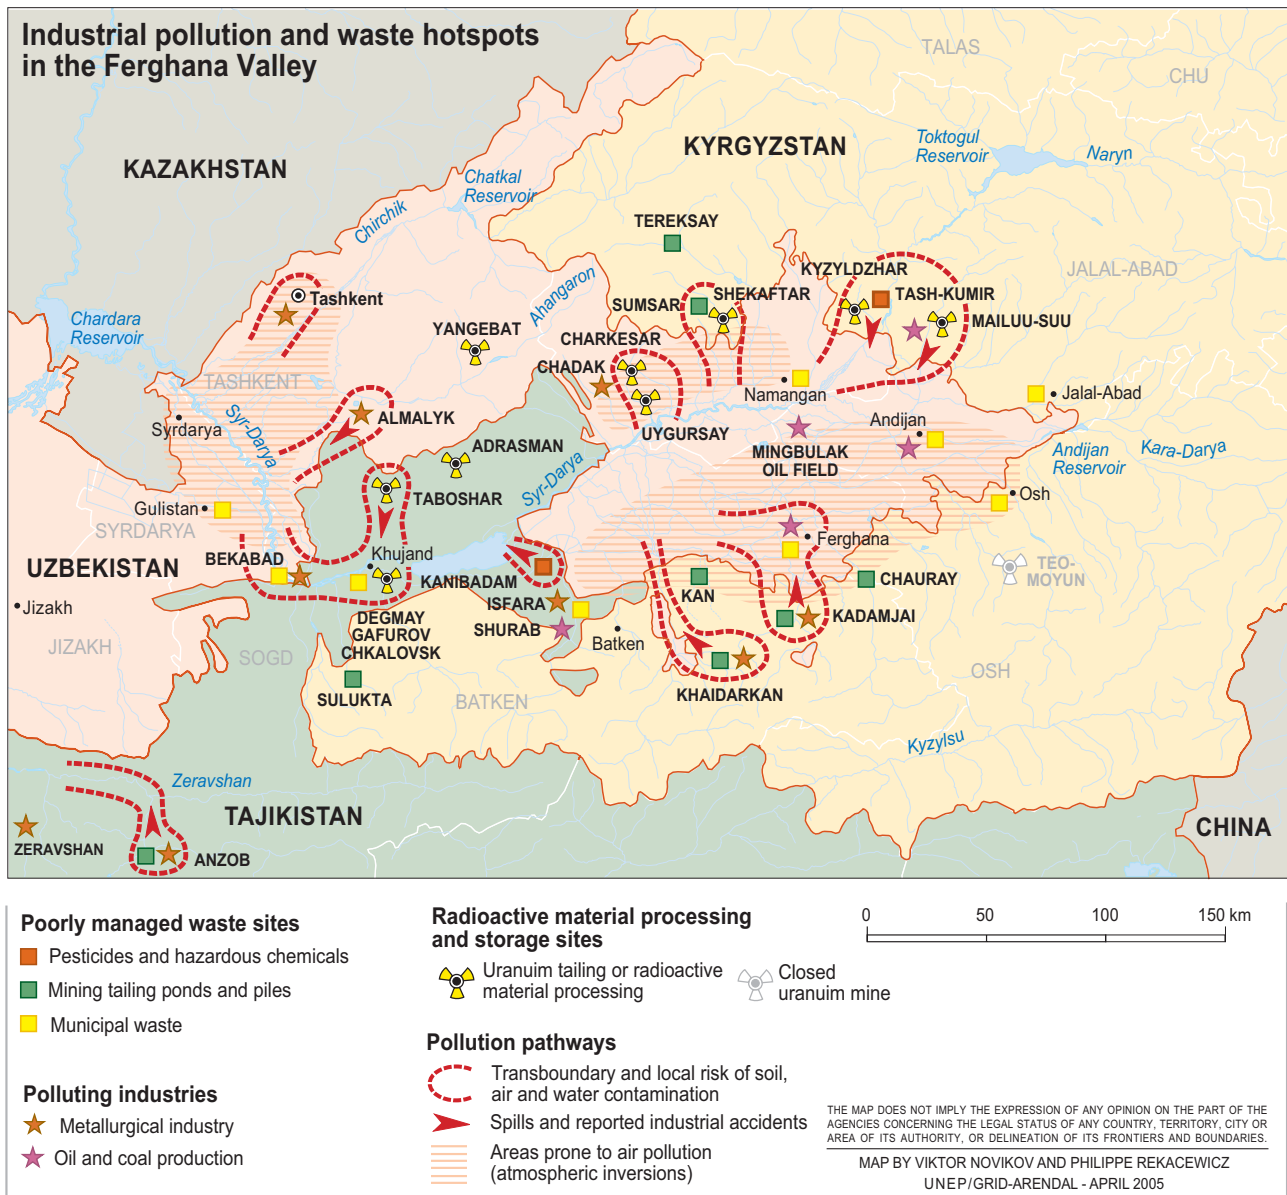 Industrial pollution and waste hotspots
in the Ferghana Valley
TALAS
CHU
KAZAKHSTAN
KYRGYZSTAN
Toktogul
Reservoir
Naryn
Chatkal
Reservoir
Chirchik
TEREKSAY
JALAL-ABAD
KYZYLDZHAR
Tashkent
Ahangaron
SUMSAR
SHEKAFTAR
TASH-KUMIR
MAILUU-SUU
Chardara
Reservoir
YANGEBAT
CHARKESAR
CHADAK
TASHKENT
Namangan
Jalal-Abad
Syrdarya
Syr-Darya
ALMALYK
UYGURSAY
Andijan
ADRASMAN
MINGBULAK
OIL FIELD
Andijan
Reservoir
Kara-Darya
Syr-Darya
TABOSHAR
Osh
Gulistan
SYRDARYA
Ferghana
BEKABAD
Khujand
UZBEKISTAN
KANIBADAM
TEO-
MOYUN
CHAURAY
KAN
Jizakh
ISFARA
DEGMAY
GAFUROV
CHKALOVSK
SHURAB
KADAMJAI
Batken
JIZAKH
SOGD
OSH
KHAIDARKAN
SULUKTA
BATKEN
Kyzylsu
Zeravshan
TAJIKISTAN
CHINA
ZERAVSHAN
ANZOB
Poorly managed waste sites
Pesticides and hazardous chemicals
Mining tailing ponds and piles
Municipal waste
Polluting industries
Metallurgical industry
Oil and coal production
Radioactive material processing
and storage sites
Uranuim tailing or radioactive
material processing
Closed
uranuim mine
Pollution pathways
Transboundary and local risk of soil,
air and water contamination
Spills and reported industrial accidents
Areas prone to air pollution
(atmospheric inversions)
0 50 100 150 km
THE MAP DOES NOT IMPLY THE EXPRESSION OF ANY OPINION ON THE PART OF THE
AGENCIES CONCERNING THE LEGAL STATUS OF ANY COUNTRY, TERRITORY, CITY OR
AREA OF ITS AUTHORITY, OR DELINEATION OF ITS FRONTIERS AND BOUNDARIES.
MAP BY VIKTOR NOVIKOV AND PHILIPPE REKACEWICZ
UNEP/GRID-ARENDAL - APRIL 2005